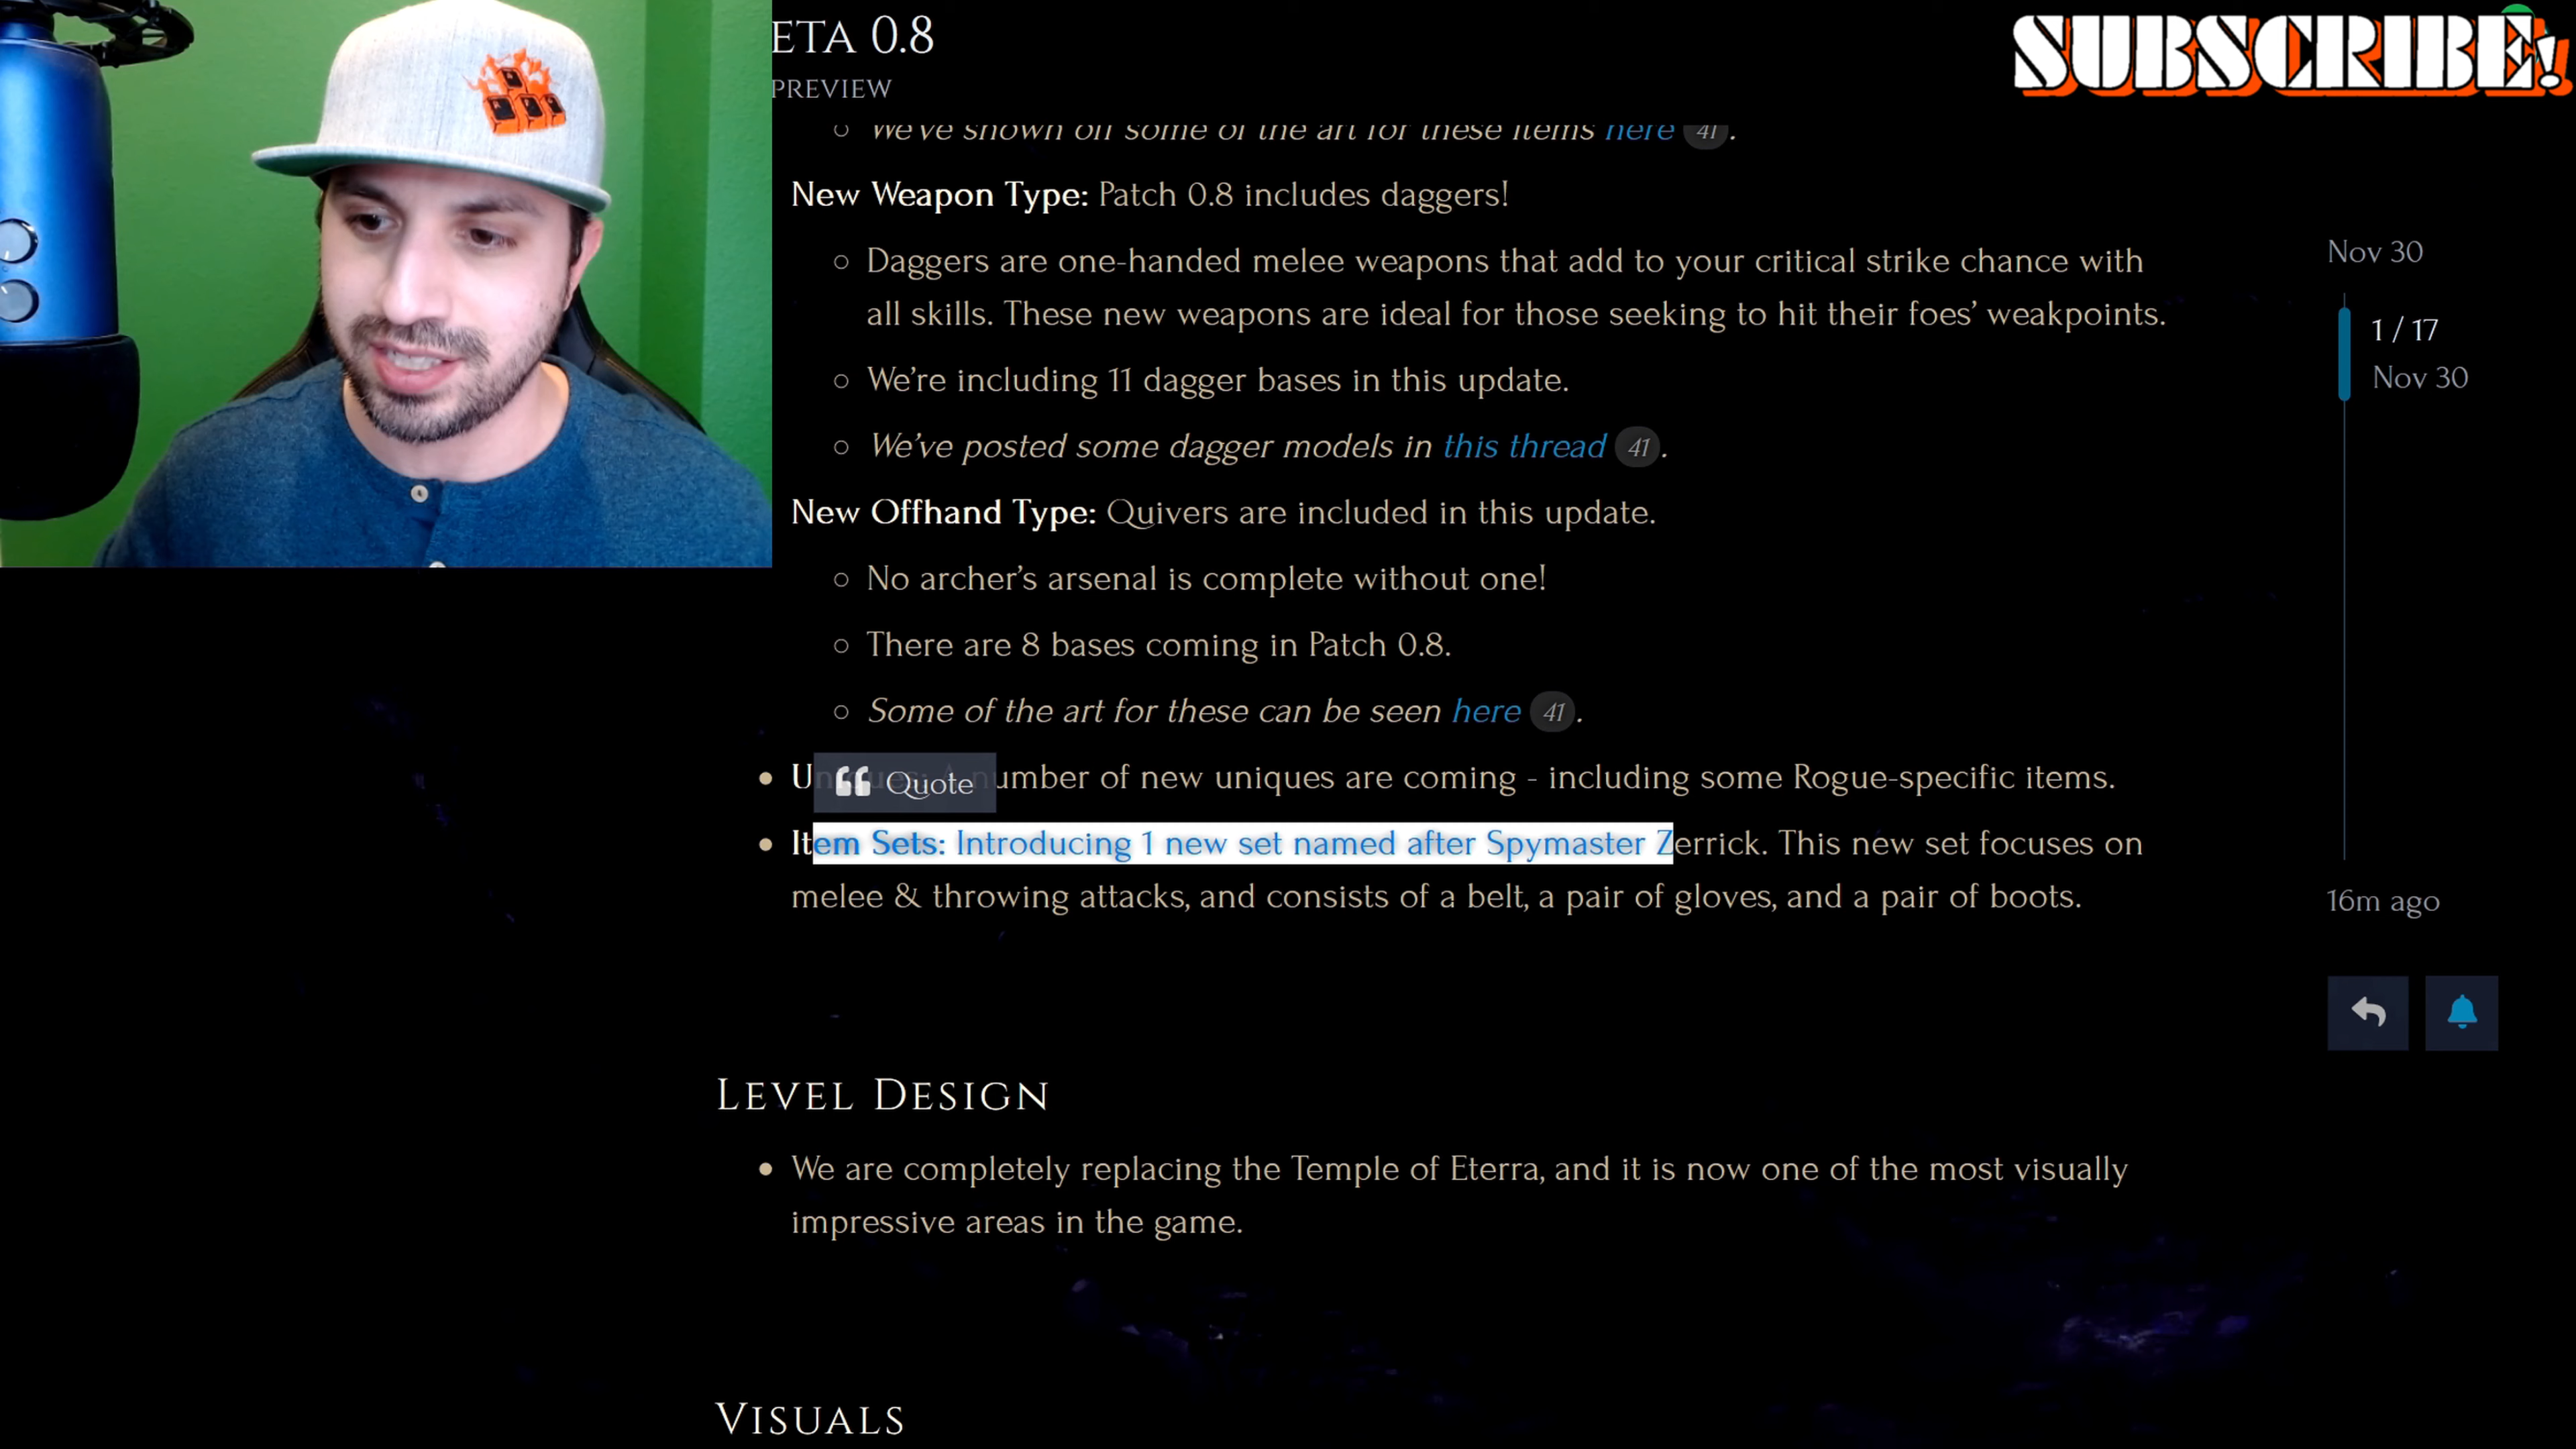 ETA 0.8
PREVIEW
SUBSCRIBE!
We've shown off some of the art for these items here 41 .
New Weapon Type: Patch 0.8 includes daggers!
Daggers are one-handed melee weapons that add to your critical strike chance with
all skills. These new weapons are ideal for those seeking to hit their foes' weakpoints.
We're including 11 dagger bases in this update.
We've posted some dagger models in this thread 41 .
New Offhand Type: Quivers are included in this update.
No archer's arsenal is complete without one!
There are 8 bases coming in Patch 0.8.
Some of the art for these can be seen here 41 .
Uniques: A number of new uniques are coming - including some Rogue-specific items.
Quote
Item Sets: Introducing 1 new set named after Spymaster Zerrick. This new set focuses on
melee & throwing attacks, and consists of a belt, a pair of gloves, and a pair of boots.
LEVEL DESIGN
We are completely replacing the Temple of Eterra, and it is now one of the most visually
impressive areas in the game.
VISUALS
Nov 30
1 / 17
Nov 30
16m ago